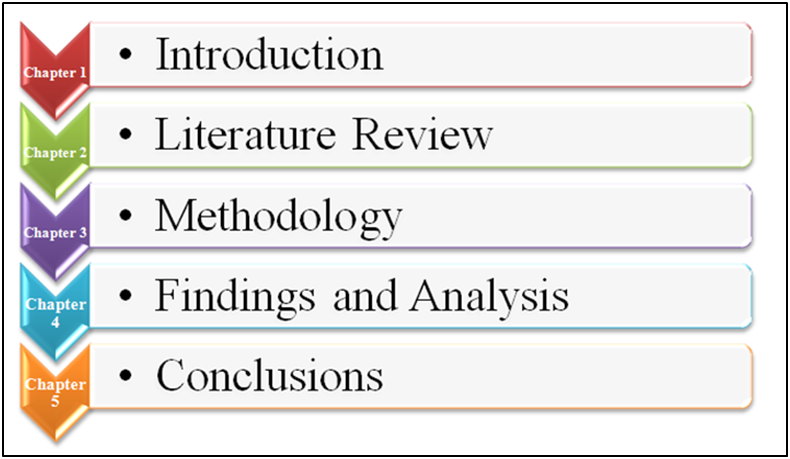 Chapter 1
• Introduction
Chapter 2
• Literature Review
Chapter 3
• Methodology
Chapter
4
• Findings and Analysis
Chapter
5
• Conclusions